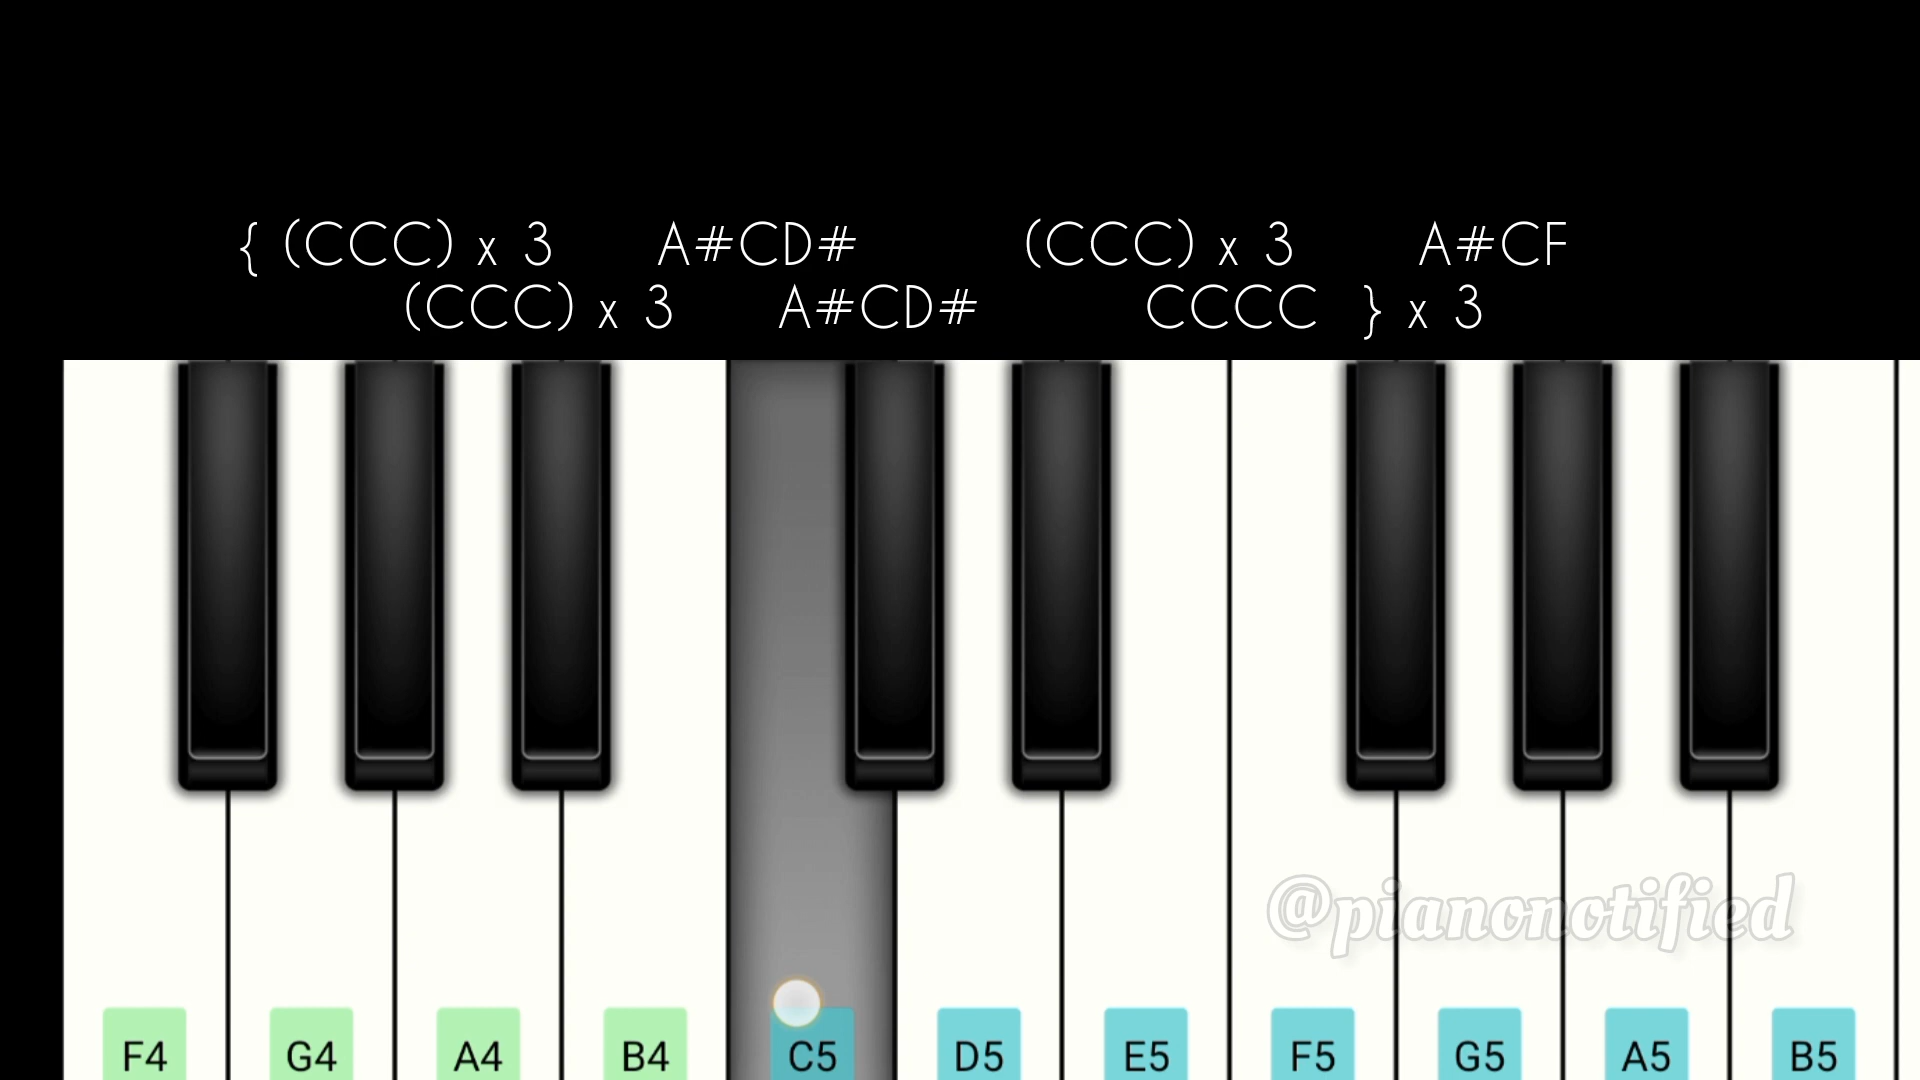 { (CCC) x 3 A#CD# (CCC) x 3 A#CF
(CCC) x 3 A#CD# CCCC } x 3
@pianonotified
F4 G4 A4 B4 C5 D5 E5 F5 G5 A5 B5